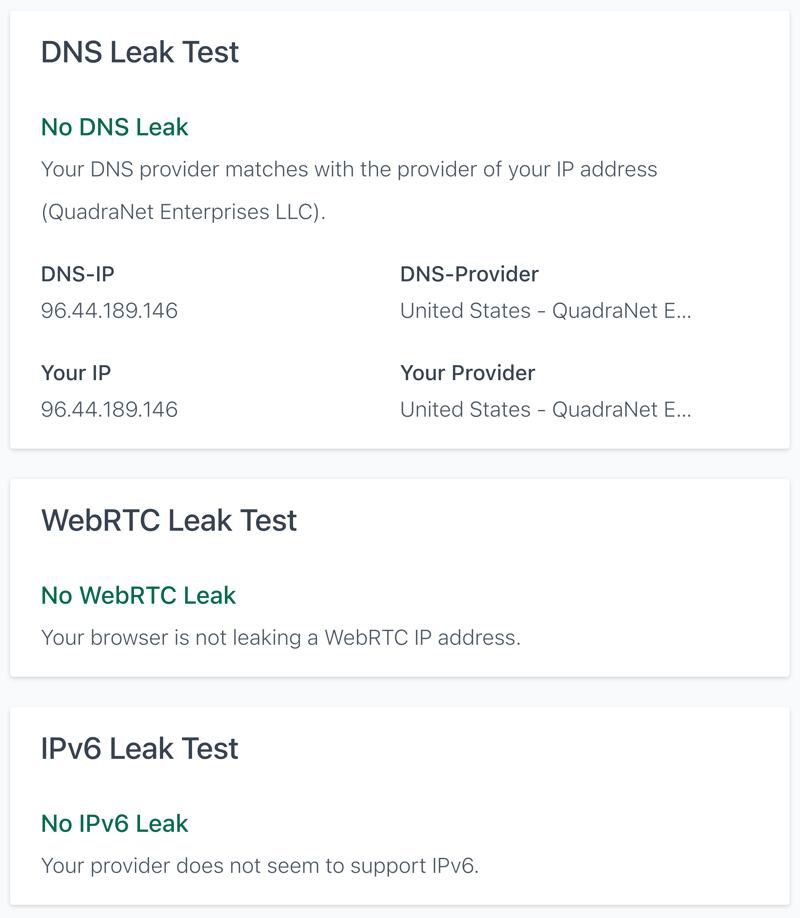 DNS Leak Test
No DNS Leak
Your DNS provider matches with the provider of your IP address
(QuadraNet Enterprises LLC).
DNS-IP
DNS-Provider
96.44.189.146
United States - QuadraNet E...
Your IP
Your Provider
96.44.189.146
United States - QuadraNet E...
WebRTC Leak Test
No WebRTC Leak
Your browser is not leaking a WebRTC IP address.
IPv6 Leak Test
No IPv6 Leak
Your provider does not seem to support IPv6.